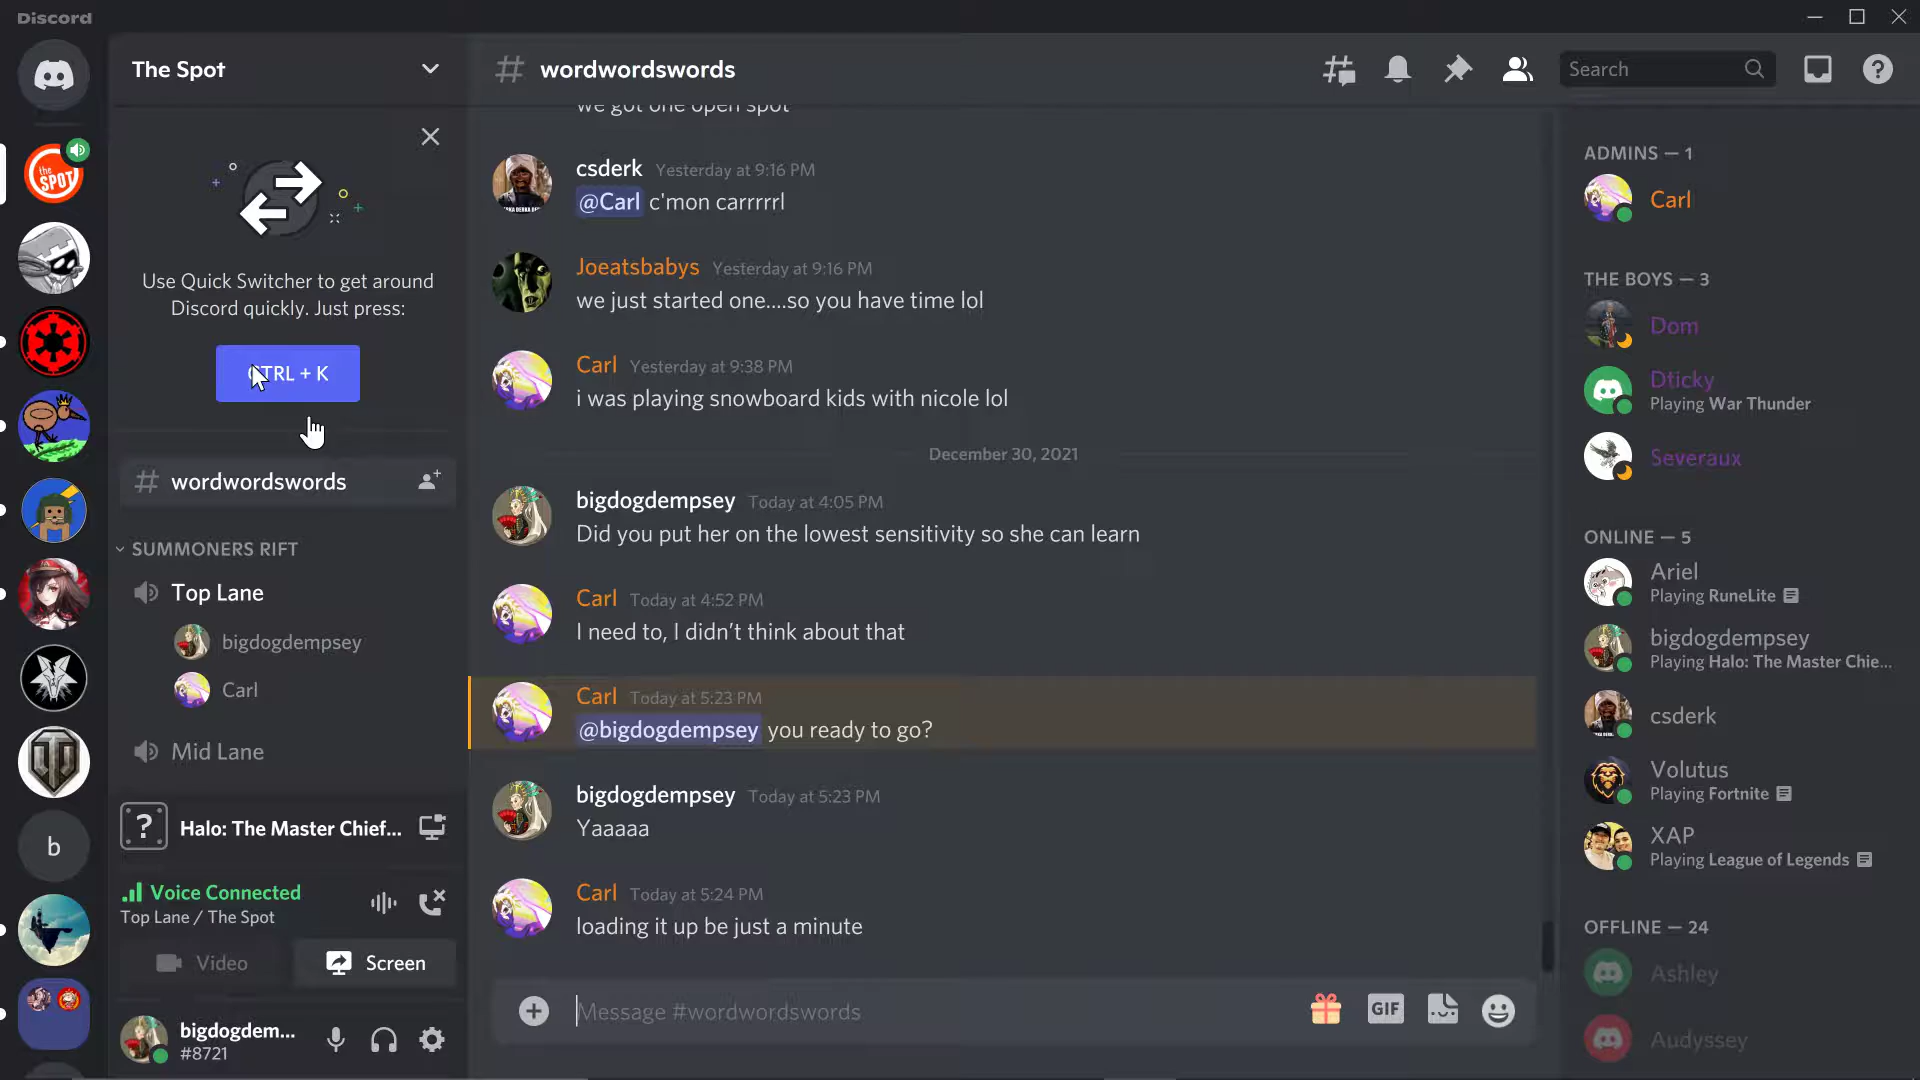 Discord
The Spot
wordwordswords
Search
the
SPOT
Use Quick Switcher to get around
Discord quickly. Just press:
CTRL + K
wordwordswords
SUMMONERS RIFT
Top Lane
bigdogdempsey
Carl
Mid Lane
Halo: The Master Chief...
Voice Connected
Top Lane / The Spot
Video
Screen
bigdogdem...
#8721
b
we got one open spot
csderk Yesterday at 9:16 PM
@Carl c'mon carrrrrl
Joeatsbabys Yesterday at 9:16 PM
we just started one....so you have time lol
Carl Yesterday at 9:38 PM
i was playing snowboard kids with nicole lol
December 30, 2021
bigdogdempsey Today at 4:05 PM
Did you put her on the lowest sensitivity so she can learn
Carl Today at 4:52 PM
I need to, I didn't think about that
Carl Today at 5:23 PM
@bigdogdempsey you ready to go?
bigdogdempsey Today at 5:23 PM
Yaaaaa
Carl Today at 5:24 PM
loading it up be just a minute
Message #wordwordswords
GIF
ADMINS — 1
Carl
THE BOYS — 3
Dom
Dticky
Playing War Thunder
Severaux
ONLINE — 5
Ariel
Playing RuneLite
bigdogdempsey
Playing Halo: The Master Chie...
csderk
Volutus
Playing Fortnite
XAP
Playing League of Legends
OFFLINE — 24
Ashley
Audyssey